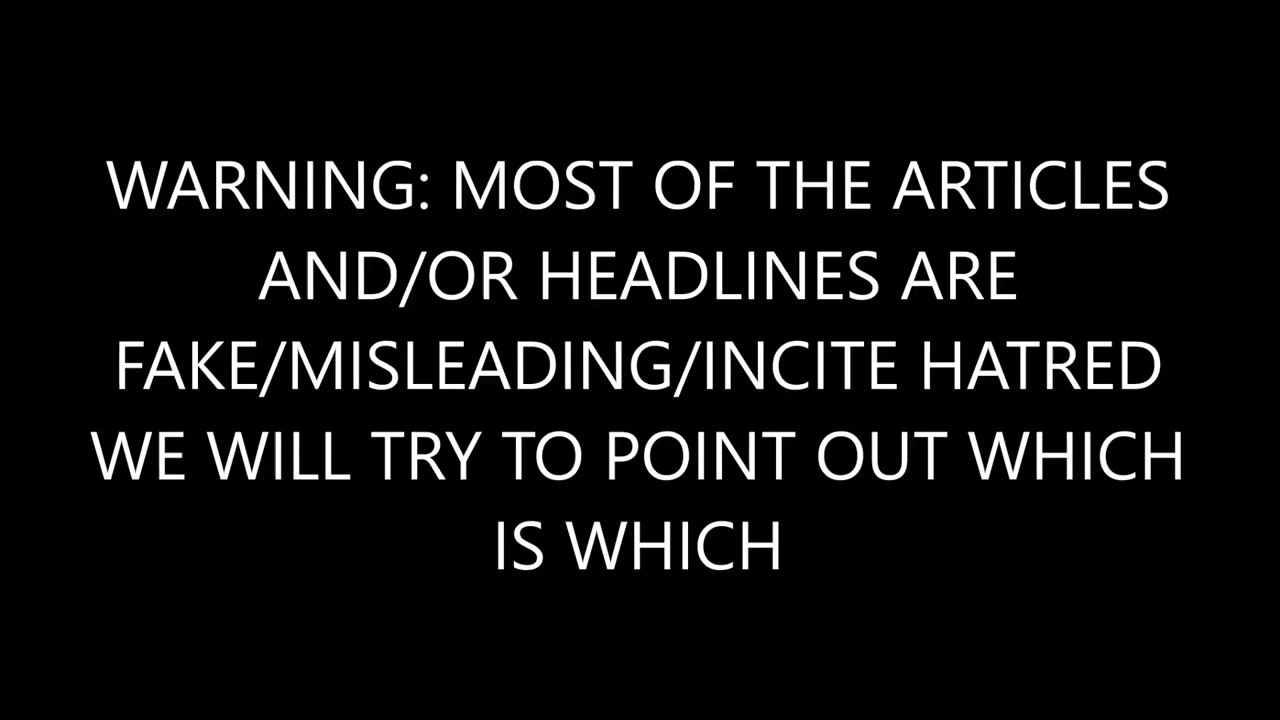 WARNING: MOST OF THE ARTICLES
AND/OR HEADLINES ARE
FAKE/MISLEADING/INCITE HATRED
WE WILL TRY TO POINT OUT WHICH
IS WHICH